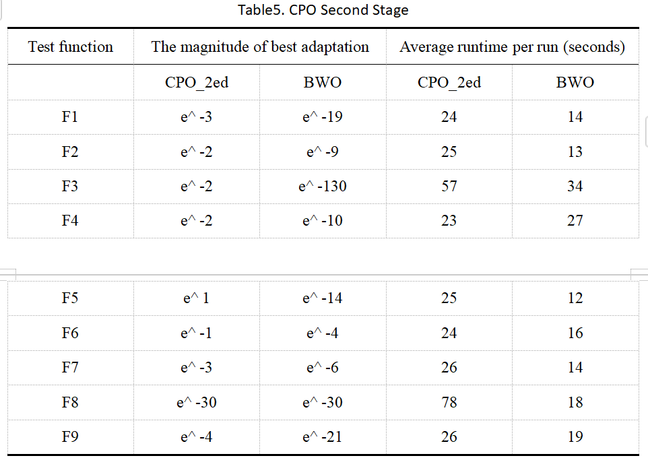 Table5. CPO Second Stage
Test function The magnitude of best adaptation Average runtime per run (seconds)
CPO_2ed BWO CPO_2ed BWO
F1 e^ -3 e^ -19 24 14
F2 e^ -2 e^ -9 25 13
F3 e^ -2 e^ -130 57 34
F4 e^ -2 e^ -10 23 27
F5 e^ 1 e^ -14 25 12
F6 e^ -1 e^ -4 24 16
F7 e^ -3 e^ -6 26 14
F8 e^ -30 e^ -30 78 18
F9 e^ -4 e^ -21 26 19